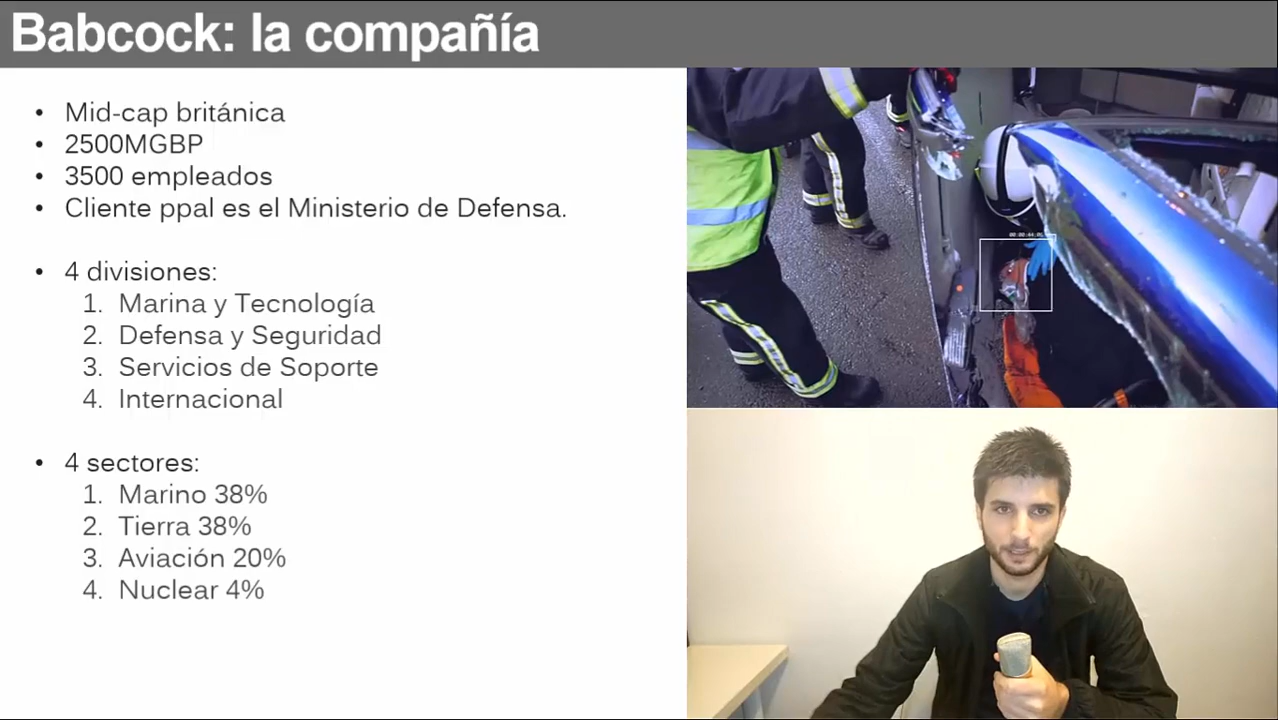 Babcock: la compañía
• Mid-cap británica
• 2500MGBP
• 3500 empleados
• Cliente ppal es el Ministerio de Defensa.
• 4 divisiones:
1. Marina y Tecnología
2. Defensa y Seguridad
3. Servicios de Soporte
4. Internacional
• 4 sectores:
1. Marino 38%
2. Tierra 38%
3. Aviación 20%
4. Nuclear 4%